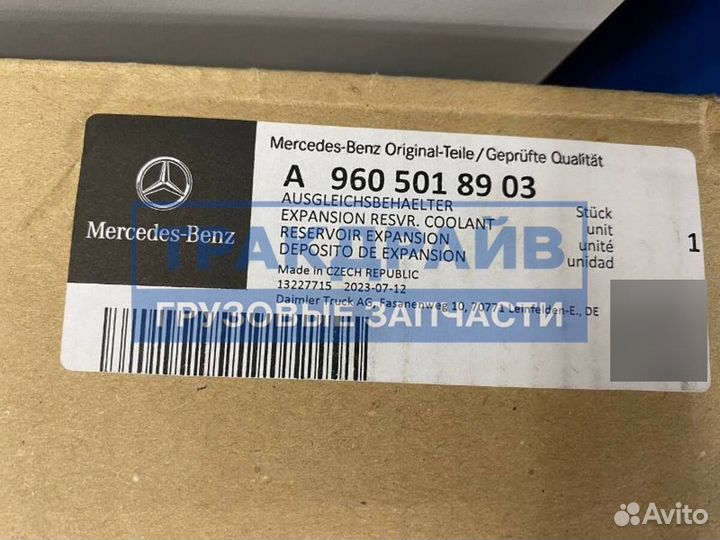 Mercedes-Benz Original-Teile/Geprüfte Qualität
A 960 501 89 03
Mercedes-Benz
AUSGLEICHSBEHAELTER
EXPANSION RESVR. COOLANT
RESERVOIR EXPANSION
DEPOSITO DE EXPANSION
Stück
unit
unité
unidad
1
ТРАКДРАЙВ
Made in CZECH REPUBLIC
13227715 2023-07-12
Daimler Truck AG, Fasanenweg 10, 70771 Leinfelden-E., DE
ГРУЗОВЫЕ ЗАПЧАСТИ
Avito